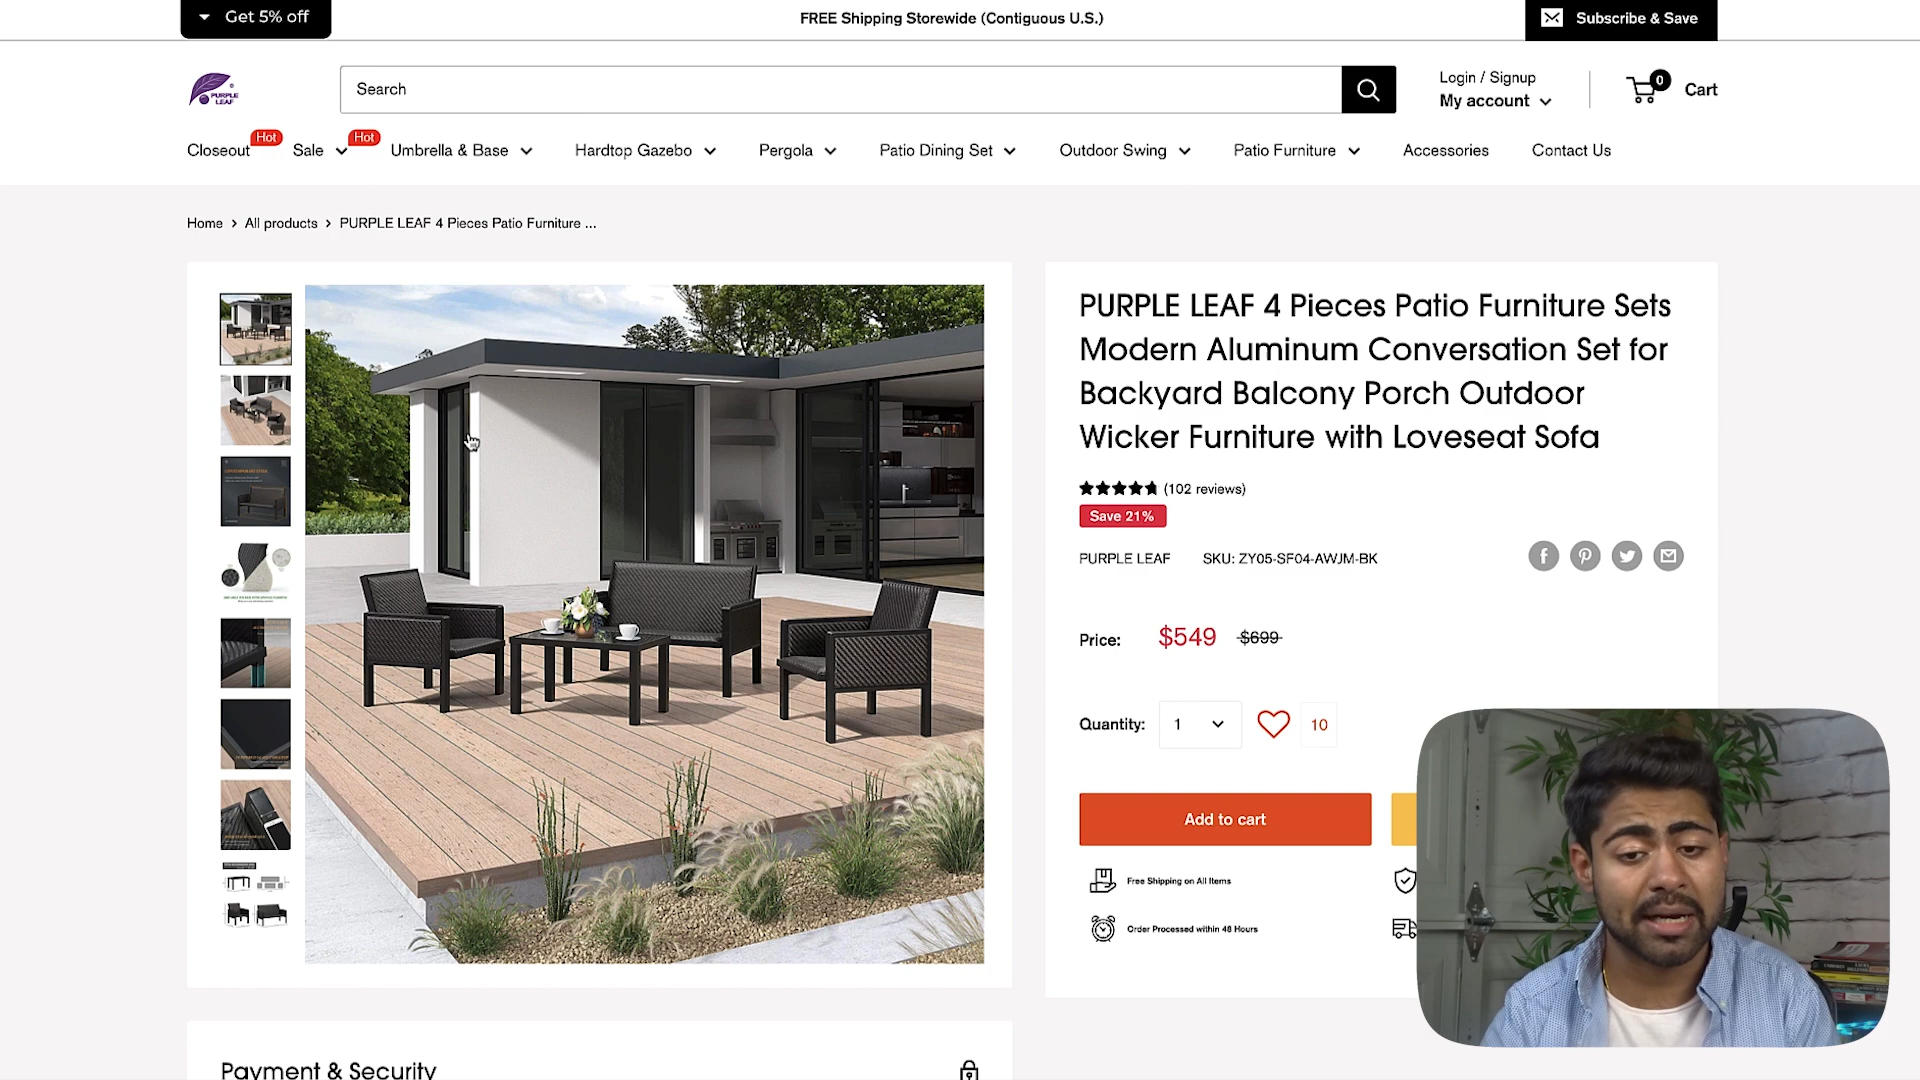 Get 5% off
FREE Shipping Storewide (Contiguous U.S.)
Subscribe & Save
PURPLE
LEAF
Search
Login / Signup
My account
0
Cart
Closeout
Hot
Sale
Hot
Umbrella & Base
Hardtop Gazebo
Pergola
Patio Dining Set
Outdoor Swing
Patio Furniture
Accessories
Contact Us
Home
All products
PURPLE LEAF 4 Pieces Patio Furniture ...
PURPLE LEAF 4 Pieces Patio Furniture Sets
Modern Aluminum Conversation Set for
Backyard Balcony Porch Outdoor
Wicker Furniture with Loveseat Sofa
(102 reviews)
Save 21%
PURPLE LEAF
SKU: ZY05-SF04-AWJM-BK
Price:
$549
$699
Quantity:
1
10
Add to cart
Free Shipping on All Items
Order Processed within 48 Hours
Payment & Security